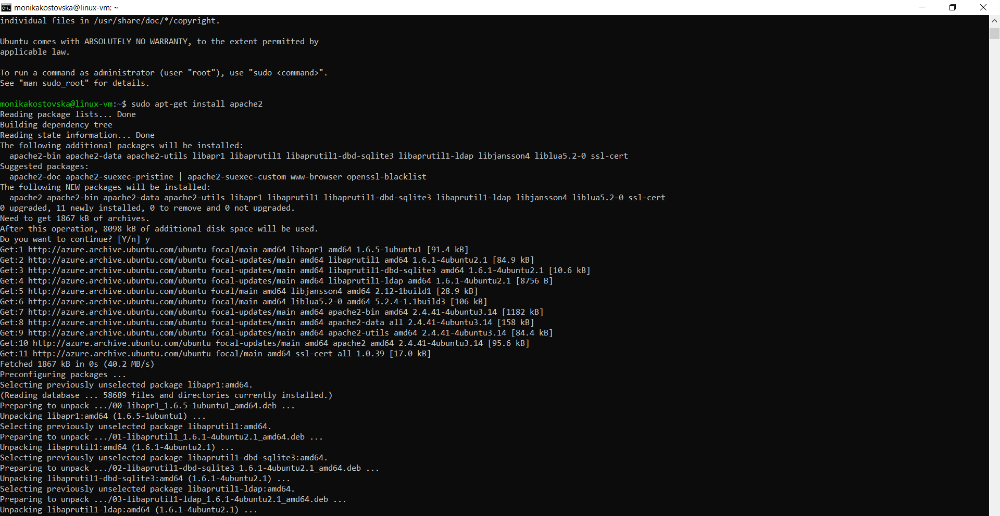 monikakostovska@linux-vm: ~
individual files in /usr/share/doc/*/copyright.
Ubuntu comes with ABSOLUTELY NO WARRANTY, to the extent permitted by
applicable law.
To run a command as administrator (user "root"), use "sudo <command>".
See "man sudo_root" for details.
monikakostovska@linux-vm:~$ sudo apt-get install apache2
Reading package lists... Done
Building dependency tree
Reading state information... Done
The following additional packages will be installed:
  apache2-bin apache2-data apache2-utils libapr1 libaprutil1 libaprutil1-dbd-sqlite3 libaprutil1-ldap libjansson4 liblua5.2-0 ssl-cert
Suggested packages:
  apache2-doc apache2-suexec-pristine | apache2-suexec-custom www-browser openssl-blacklist
The following NEW packages will be installed:
  apache2 apache2-bin apache2-data apache2-utils libapr1 libaprutil1 libaprutil1-dbd-sqlite3 libaprutil1-ldap libjansson4 liblua5.2-0 ssl-cert
0 upgraded, 11 newly installed, 0 to remove and 0 not upgraded.
Need to get 1867 kB of archives.
After this operation, 8098 kB of additional disk space will be used.
Do you want to continue? [Y/n] y
Get:1 http://azure.archive.ubuntu.com/ubuntu focal/main amd64 libapr1 amd64 1.6.5-1ubuntu1 [91.4 kB]
Get:2 http://azure.archive.ubuntu.com/ubuntu focal-updates/main amd64 libaprutil1 amd64 1.6.1-4ubuntu2.1 [84.9 kB]
Get:3 http://azure.archive.ubuntu.com/ubuntu focal-updates/main amd64 libaprutil1-dbd-sqlite3 amd64 1.6.1-4ubuntu2.1 [10.6 kB]
Get:4 http://azure.archive.ubuntu.com/ubuntu focal-updates/main amd64 libaprutil1-ldap amd64 1.6.1-4ubuntu2.1 [8756 B]
Get:5 http://azure.archive.ubuntu.com/ubuntu focal/main amd64 libjansson4 amd64 2.12-1build1 [28.9 kB]
Get:6 http://azure.archive.ubuntu.com/ubuntu focal/main amd64 liblua5.2-0 amd64 5.2.4-1.1build3 [106 kB]
Get:7 http://azure.archive.ubuntu.com/ubuntu focal-updates/main amd64 apache2-bin amd64 2.4.41-4ubuntu3.14 [1182 kB]
Get:8 http://azure.archive.ubuntu.com/ubuntu focal-updates/main amd64 apache2-data all 2.4.41-4ubuntu3.14 [158 kB]
Get:9 http://azure.archive.ubuntu.com/ubuntu focal-updates/main amd64 apache2-utils amd64 2.4.41-4ubuntu3.14 [84.4 kB]
Get:10 http://azure.archive.ubuntu.com/ubuntu focal-updates/main amd64 apache2 amd64 2.4.41-4ubuntu3.14 [95.6 kB]
Get:11 http://azure.archive.ubuntu.com/ubuntu focal/main amd64 ssl-cert all 1.0.39 [17.0 kB]
Fetched 1867 kB in 0s (40.2 MB/s)
Preconfiguring packages ...
Selecting previously unselected package libapr1:amd64.
(Reading database ... 58689 files and directories currently installed.)
Preparing to unpack .../00-libapr1_1.6.5-1ubuntu1_amd64.deb ...
Unpacking libapr1:amd64 (1.6.5-1ubuntu1) ...
Selecting previously unselected package libaprutil1:amd64.
Preparing to unpack .../01-libaprutil1_1.6.1-4ubuntu2.1_amd64.deb ...
Unpacking libaprutil1:amd64 (1.6.1-4ubuntu2.1) ...
Selecting previously unselected package libaprutil1-dbd-sqlite3:amd64.
Preparing to unpack .../02-libaprutil1-dbd-sqlite3_1.6.1-4ubuntu2.1_amd64.deb ...
Unpacking libaprutil1-dbd-sqlite3:amd64 (1.6.1-4ubuntu2.1) ...
Selecting previously unselected package libaprutil1-ldap:amd64.
Preparing to unpack .../03-libaprutil1-ldap_1.6.1-4ubuntu2.1_amd64.deb ...
Unpacking libaprutil1-ldap:amd64 (1.6.1-4ubuntu2.1) ...